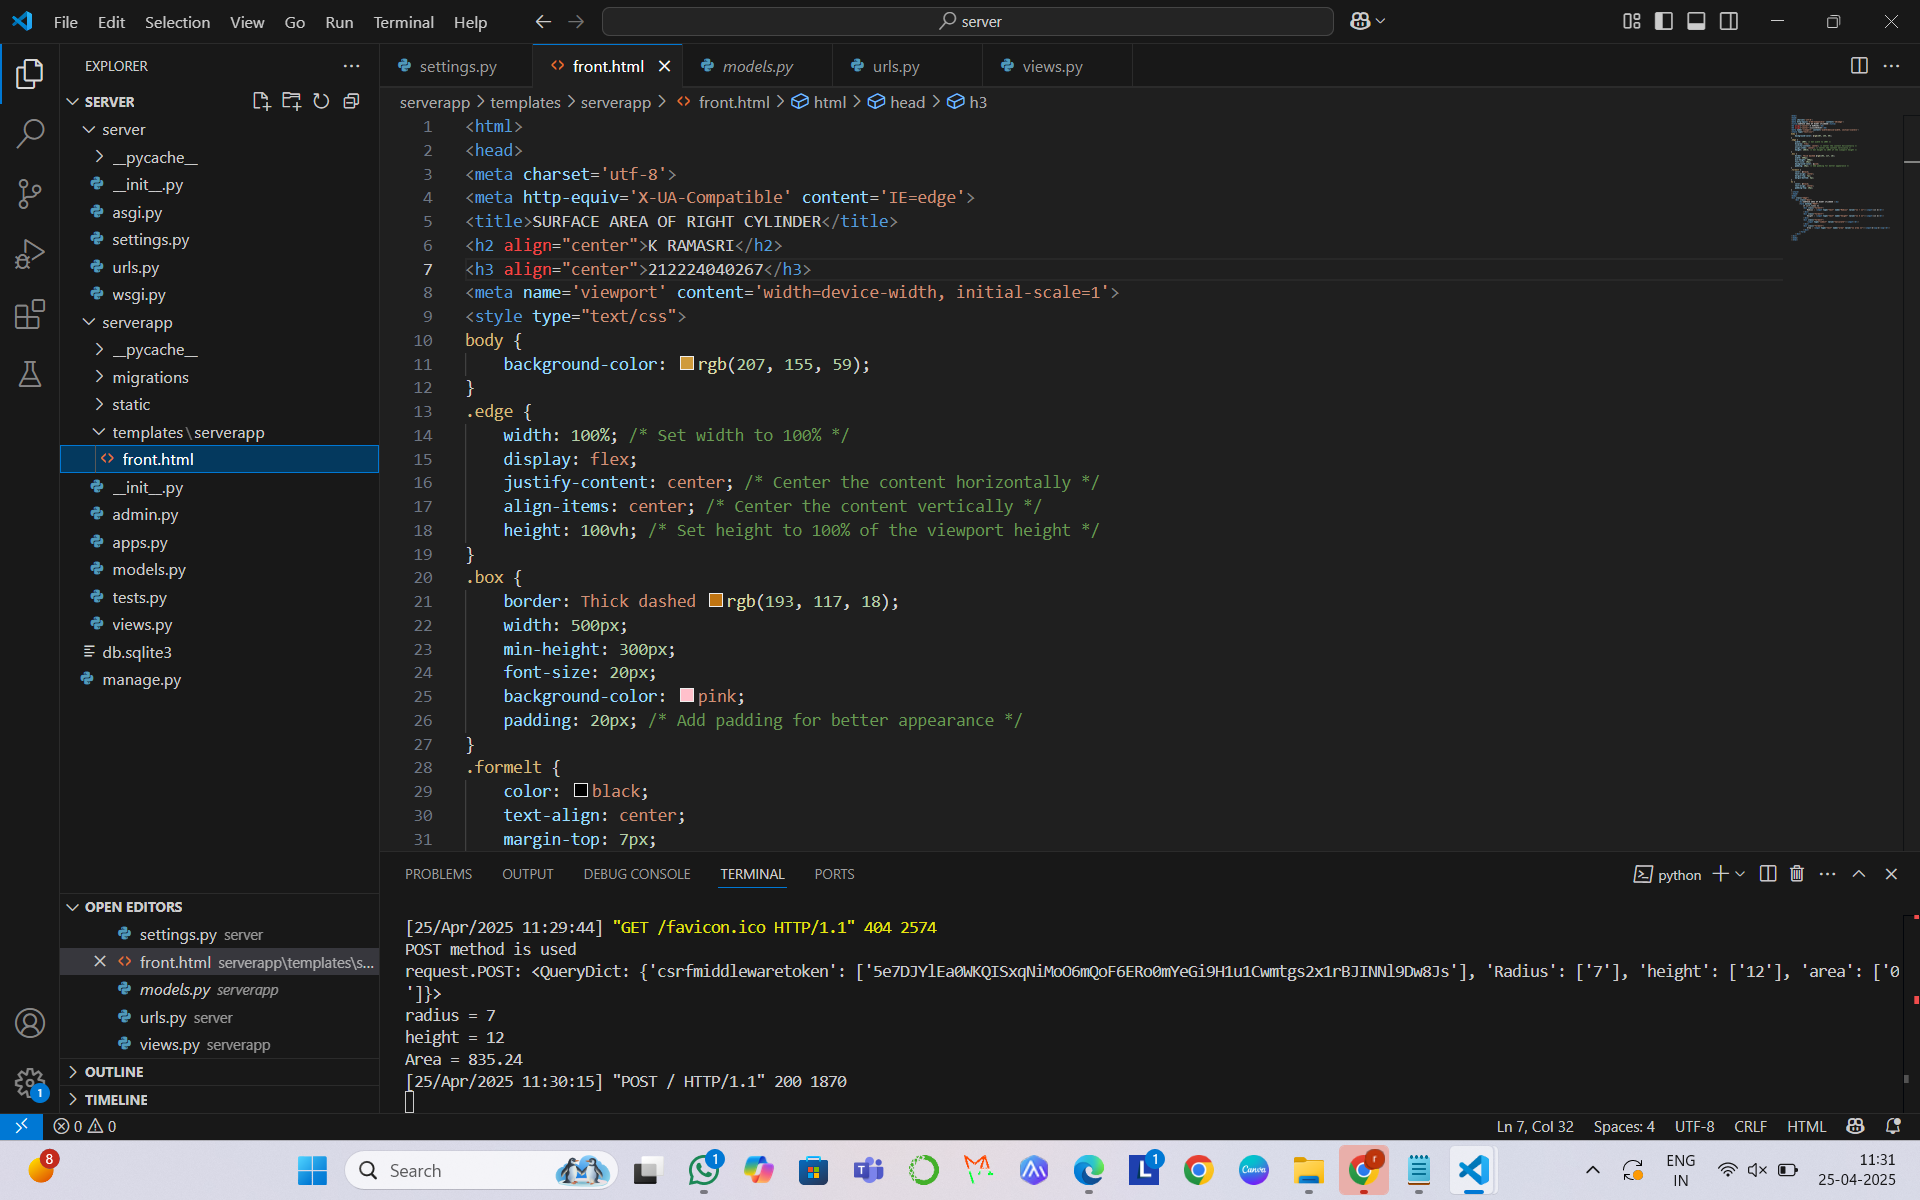 File Edit Selection View Go Run Terminal Help
server
EXPLORER
SERVER
server
__pycache__
__init__.py
asgi.py
settings.py
urls.py
wsgi.py
serverapp
__pycache__
migrations
static
templates\serverapp
front.html
__init__.py
admin.py
apps.py
models.py
tests.py
views.py
db.sqlite3
manage.py
OPEN EDITORS
settings.py server
front.html serverapp\templates\s...
models.py serverapp
urls.py server
views.py serverapp
OUTLINE
TIMELINE
1
settings.py front.html models.py urls.py views.py
serverapp > templates > serverapp > front.html > html > head > h3
1 <html>
2 <head>
3 <meta charset='utf-8'>
4 <meta http-equiv='X-UA-Compatible' content='IE=edge'>
5 <title>SURFACE AREA OF RIGHT CYLINDER</title>
6 <h2 align="center">K RAMASRI</h2>
7 <h3 align="center">212224040267</h3>
8 <meta name='viewport' content='width=device-width, initial-scale=1'>
9 <style type="text/css">
10 body {
11 background-color: rgb(207, 155, 59);
12 }
13 .edge {
14 width: 100%; /* Set width to 100% */
15 display: flex;
16 justify-content: center; /* Center the content horizontally */
17 align-items: center; /* Center the content vertically */
18 height: 100vh; /* Set height to 100% of the viewport height */
19 }
20 .box {
21 border: Thick dashed rgb(193, 117, 18);
22 width: 500px;
23 min-height: 300px;
24 font-size: 20px;
25 background-color: pink;
26 padding: 20px; /* Add padding for better appearance */
27 }
28 .formelt {
29 color: black;
30 text-align: center;
31 margin-top: 7px;
PROBLEMS OUTPUT DEBUG CONSOLE TERMINAL PORTS
python
[25/Apr/2025 11:29:44] "GET /favicon.ico HTTP/1.1" 404 2574
POST method is used
request.POST: <QueryDict: {'csrfmiddlewaretoken': ['5e7DJYlEa0WKQISxqNiMoO6mQoF6ERo0mYeGi9H1u1Cwmtgs2x1rBJINNl9Dw8Js'], 'Radius': ['7'], 'height': ['12'], 'area': ['0
']}>
radius = 7
height = 12
Area = 835.24
[25/Apr/2025 11:30:15] "POST / HTTP/1.1" 200 1870
0 0
Ln 7, Col 32 Spaces: 4 UTF-8 CRLF HTML
8
Search
1
1
Canva
r
ENG
IN
11:31
25-04-2025